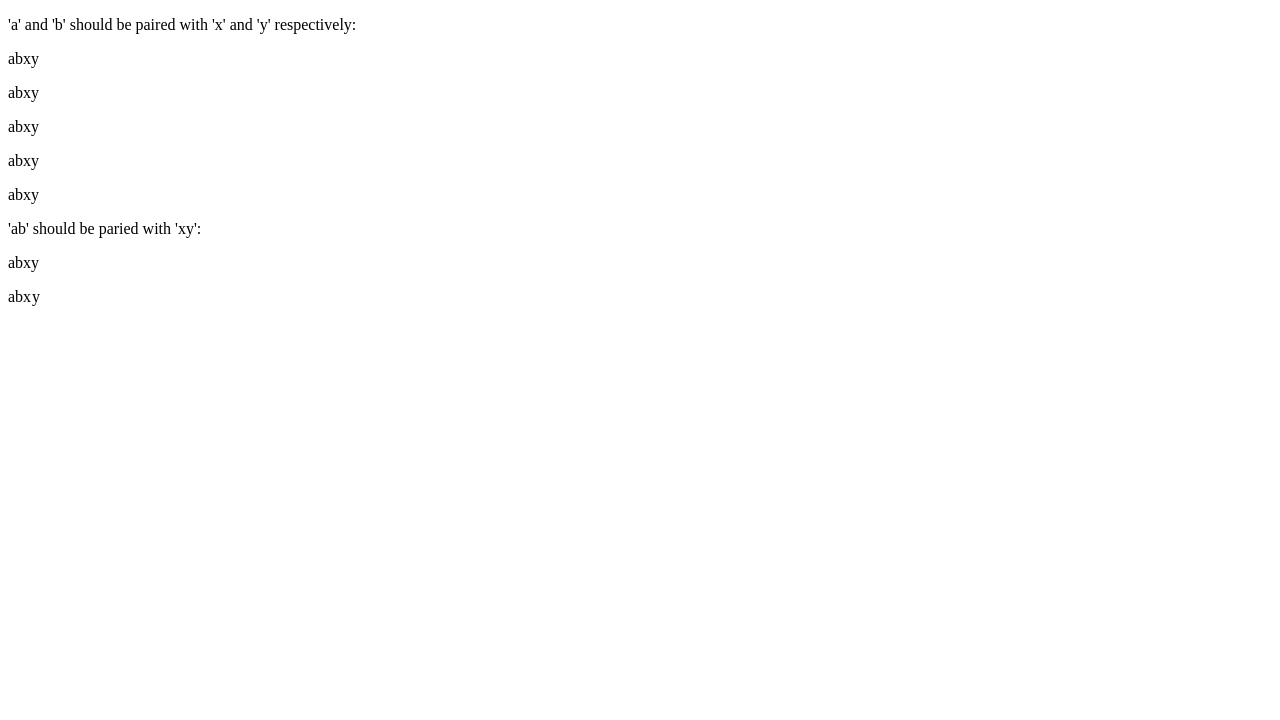 'a' and 'b' should be paired with 'x' and 'y' respectively:
abxy
abxy
abxy
abxy
abxy
'ab' should be paried with 'xy':
abxy
abxy